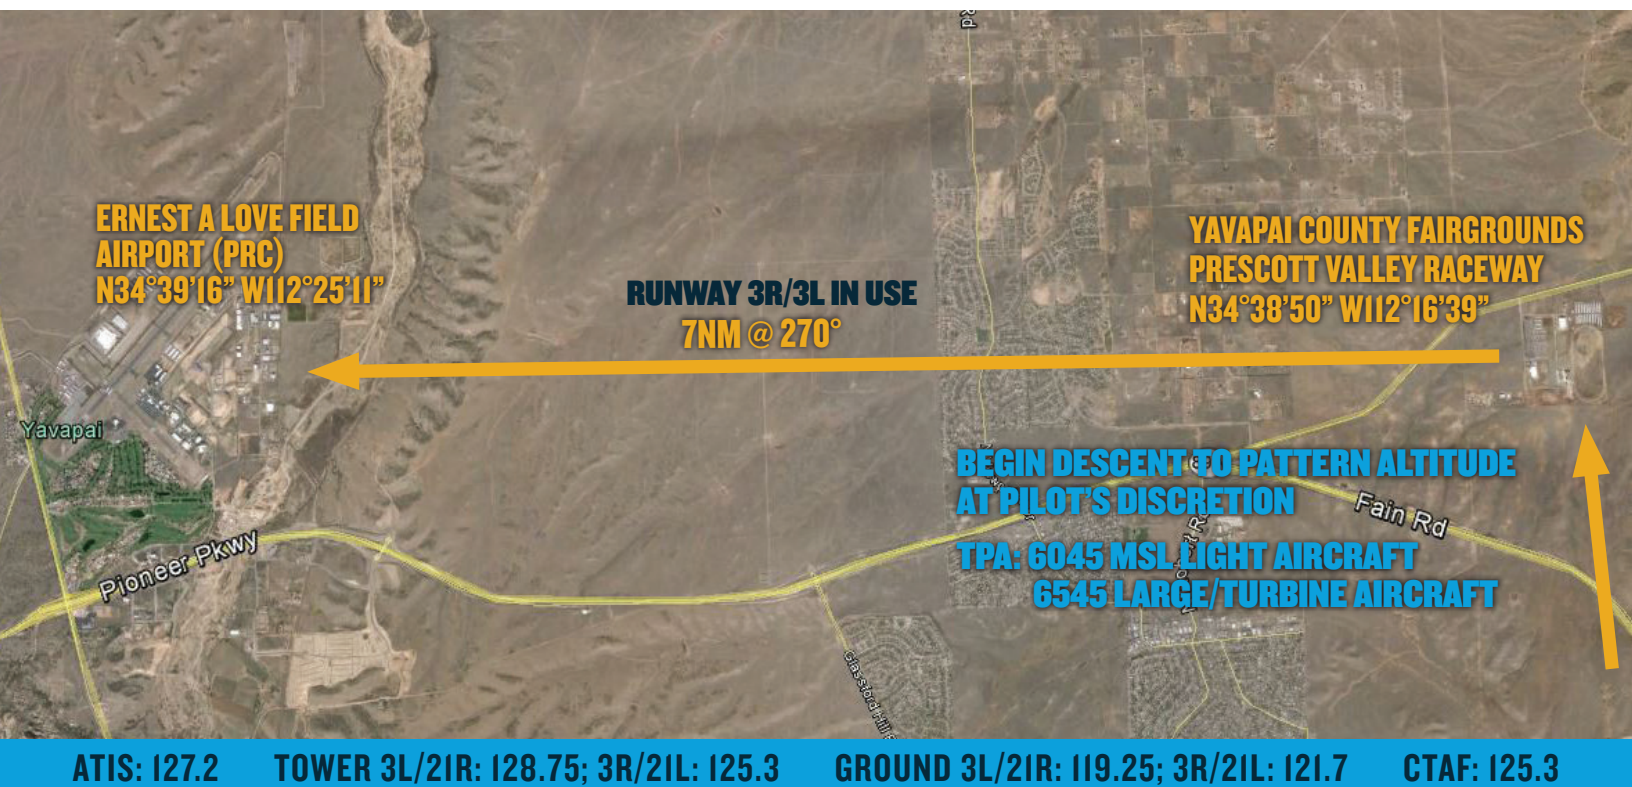 Rd
ERNEST A LOVE FIELD
AIRPORT (PRC)
N34°39'16" W112°25'11"
YAVAPAI COUNTY FAIRGROUNDS
PRESCOTT VALLEY RACEWAY
N34°38'50" W112°16'39"
RUNWAY 3R/3L IN USE
7NM @ 270°
Yavapai
BEGIN DESCENT TO PATTERN ALTITUDE
AT PILOT'S DISCRETION
Fain Rd
TPA: 6045 MSL LIGHT AIRCRAFT
6545 LARGE/TURBINE AIRCRAFT
Pioneer Pkwy
Glassford Hill
ATIS: 127.2 TOWER 3L/21R: 128.75; 3R/21L: 125.3 GROUND 3L/21R: 119.25; 3R/21L: 121.7 CTAF: 125.3